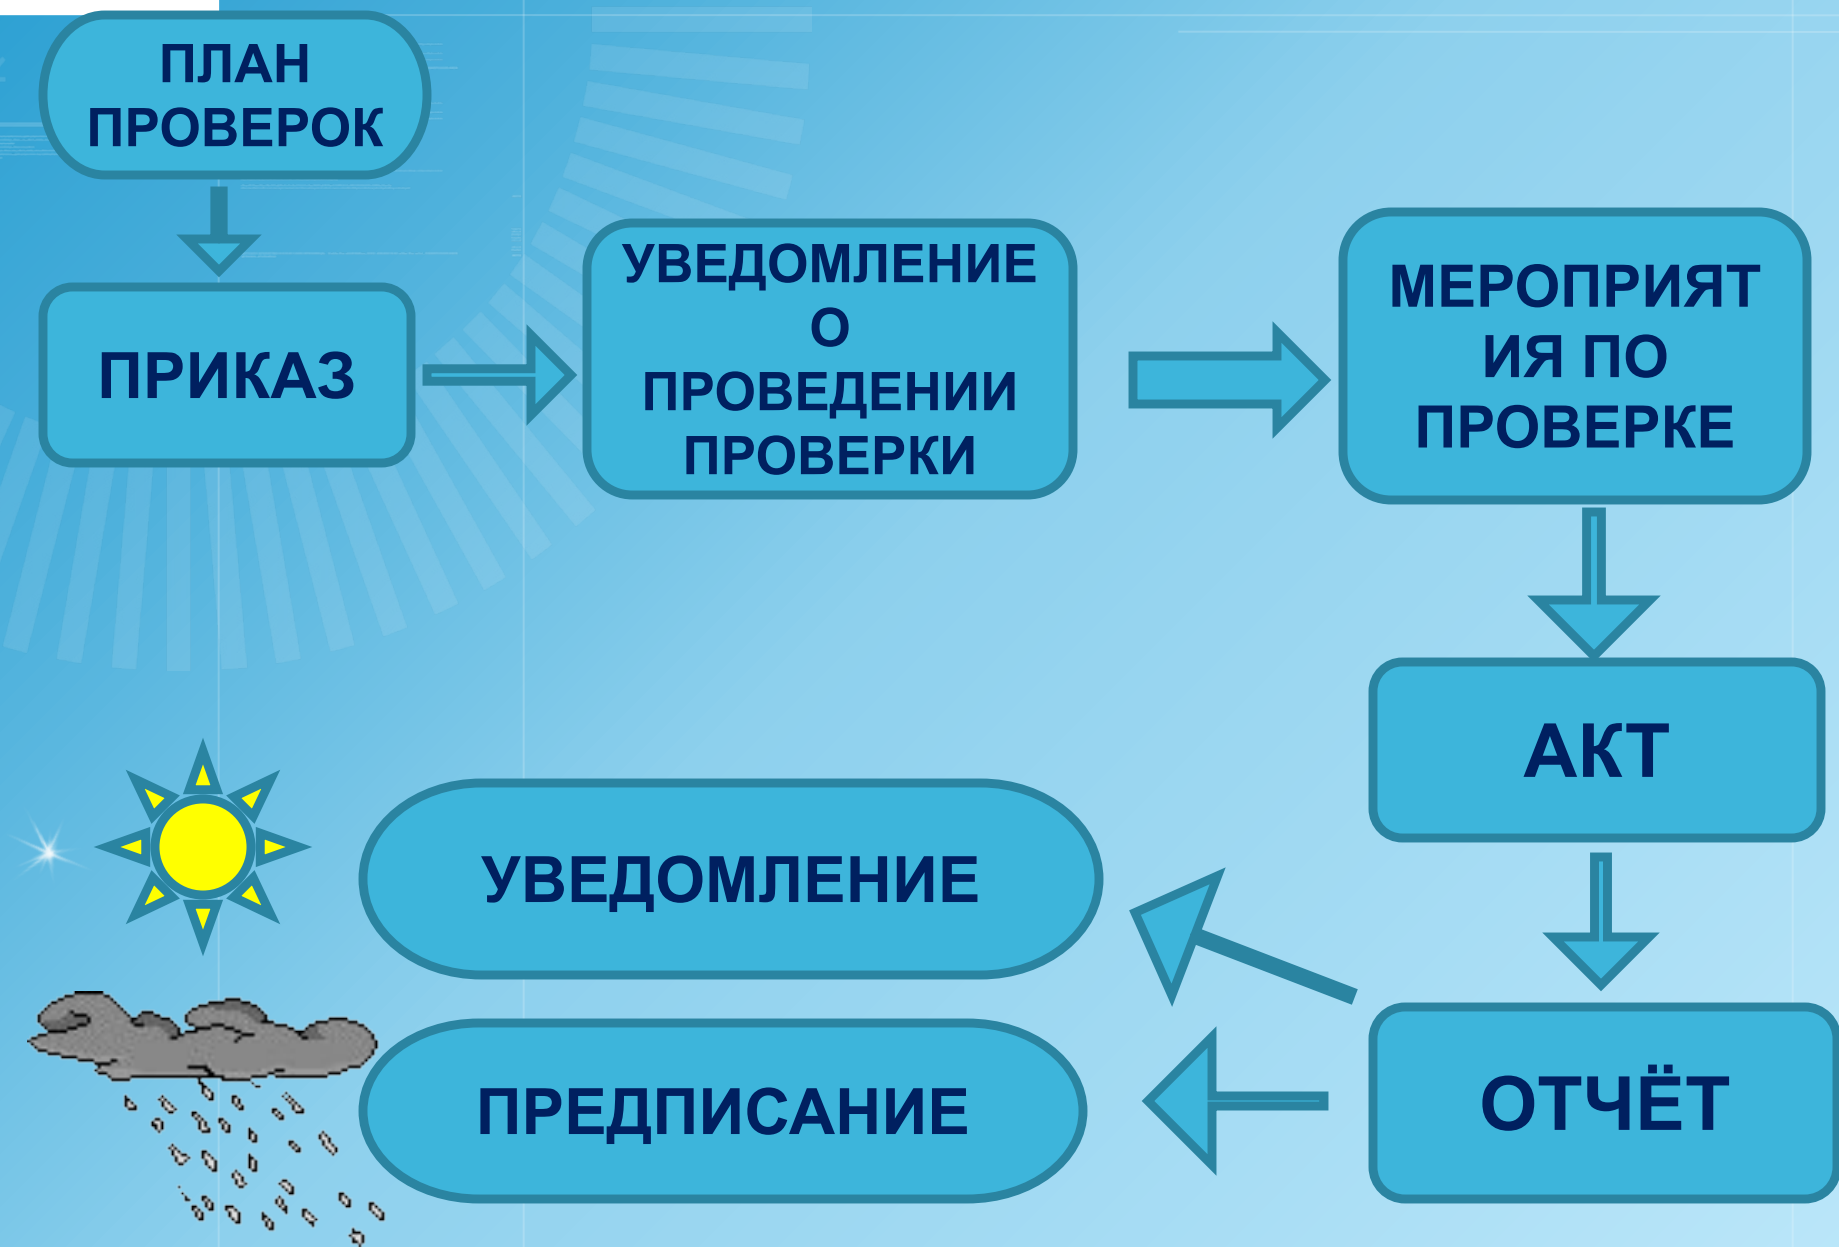 ПЛАН
ПРОВЕРОК
ПРИКАЗ
УВЕДОМЛЕНИЕ
О
ПРОВЕДЕНИИ
ПРОВЕРКИ
МЕРОПРИЯТ
ИЯ ПО
ПРОВЕРКЕ
АКТ
ОТЧЁТ
УВЕДОМЛЕНИЕ
ПРЕДПИСАНИЕ